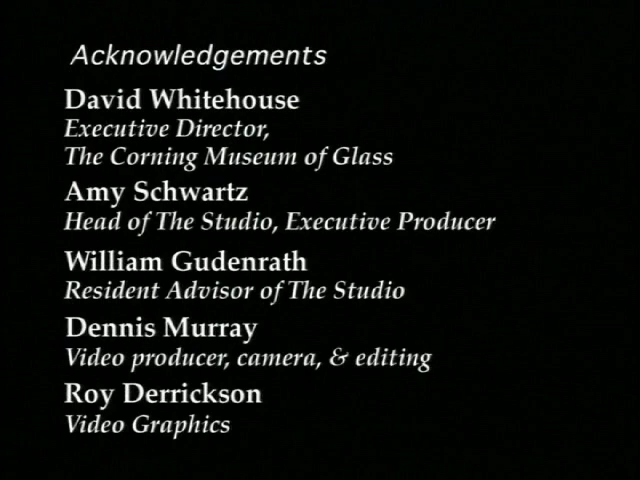 Acknowledgements
David Whitehouse
Executive Director,
The Corning Museum of Glass
Amy Schwartz
Head of The Studio, Executive Producer
William Gudenrath
Resident Advisor of The Studio
Dennis Murray
Video producer, camera, & editing
Roy Derrickson
Video Graphics